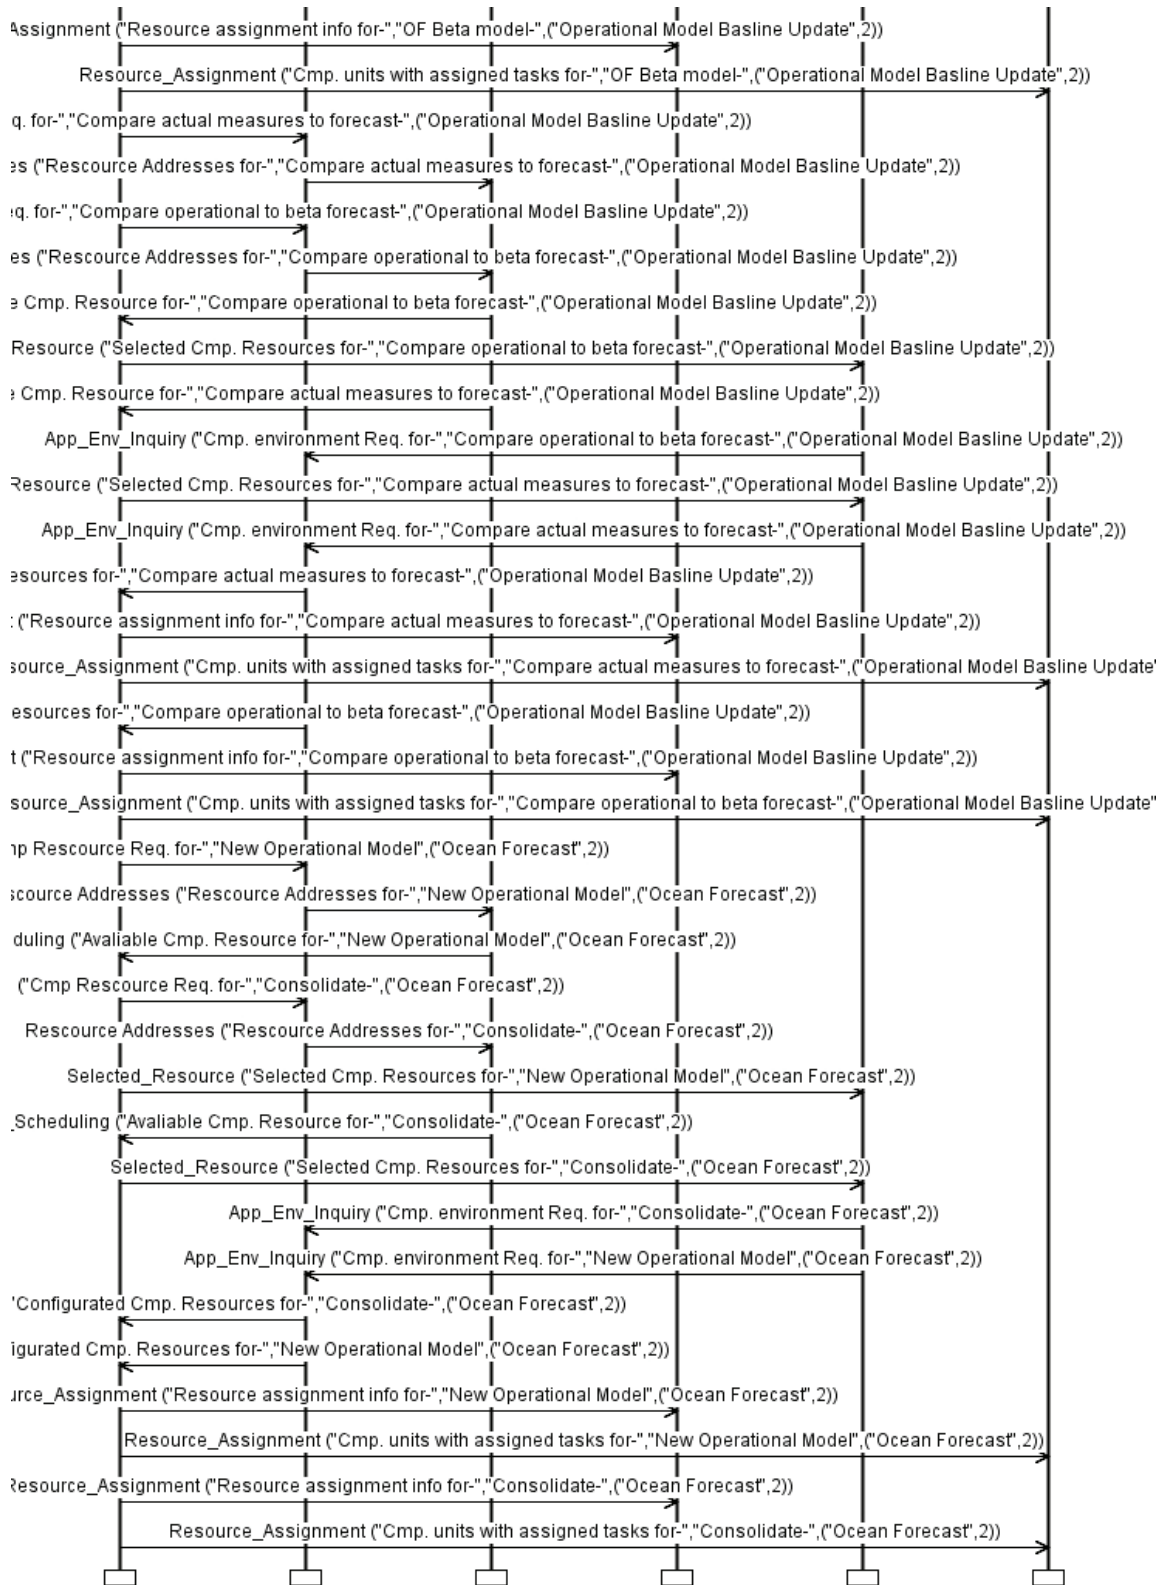 Assignment ("Resource assignment info for-","OF Beta model-",("Operational Model Basline Update",2))
Resource_Assignment ("Cmp. units with assigned tasks for-","OF Beta model-",("Operational Model Basline Update",2))
q. for-","Compare actual measures to forecast-",("Operational Model Basline Update",2))
es ("Rescource Addresses for-","Compare actual measures to forecast-",("Operational Model Basline Update",2))
eq. for-","Compare operational to beta forecast-",("Operational Model Basline Update",2))
es ("Rescource Addresses for-","Compare operational to beta forecast-",("Operational Model Basline Update",2))
e Cmp. Resource for-","Compare operational to beta forecast-",("Operational Model Basline Update",2))
Resource ("Selected Cmp. Resources for-","Compare operational to beta forecast-",("Operational Model Basline Update",2))
e Cmp. Resource for-","Compare actual measures to forecast-",("Operational Model Basline Update",2))
App_Env_Inquiry ("Cmp. environment Req. for-","Compare operational to beta forecast-",("Operational Model Basline Update",2))
Resource ("Selected Cmp. Resources for-","Compare actual measures to forecast-",("Operational Model Basline Update",2))
App_Env_Inquiry ("Cmp. environment Req. for-","Compare actual measures to forecast-",("Operational Model Basline Update",2))
esources for-","Compare actual measures to forecast-",("Operational Model Basline Update",2))
t ("Resource assignment info for-","Compare actual measures to forecast-",("Operational Model Basline Update",2))
source_Assignment ("Cmp. units with assigned tasks for-","Compare actual measures to forecast-",("Operational Model Basline Update"
esources for-","Compare operational to beta forecast-",("Operational Model Basline Update",2))
t ("Resource assignment info for-","Compare operational to beta forecast-",("Operational Model Basline Update",2))
source_Assignment ("Cmp. units with assigned tasks for-","Compare operational to beta forecast-",("Operational Model Basline Update"
mp Rescource Req. for-","New Operational Model",("Ocean Forecast",2))
scource Addresses ("Rescource Addresses for-","New Operational Model",("Ocean Forecast",2))
duling ("Avaliable Cmp. Resource for-","New Operational Model",("Ocean Forecast",2))
("Cmp Rescource Req. for-","Consolidate-",("Ocean Forecast",2))
Rescource Addresses ("Rescource Addresses for-","Consolidate-",("Ocean Forecast",2))
Selected_Resource ("Selected Cmp. Resources for-","New Operational Model",("Ocean Forecast",2))
_Scheduling ("Avaliable Cmp. Resource for-","Consolidate-",("Ocean Forecast",2))
Selected_Resource ("Selected Cmp. Resources for-","Consolidate-",("Ocean Forecast",2))
App_Env_Inquiry ("Cmp. environment Req. for-","Consolidate-",("Ocean Forecast",2))
App_Env_Inquiry ("Cmp. environment Req. for-","New Operational Model",("Ocean Forecast",2))
"Configurated Cmp. Resources for-","Consolidate-",("Ocean Forecast",2))
igurated Cmp. Resources for-","New Operational Model",("Ocean Forecast",2))
urce_Assignment ("Resource assignment info for-","New Operational Model",("Ocean Forecast",2))
Resource_Assignment ("Cmp. units with assigned tasks for-","New Operational Model",("Ocean Forecast",2))
Resource_Assignment ("Resource assignment info for-","Consolidate-",("Ocean Forecast",2))
Resource_Assignment ("Cmp. units with assigned tasks for-","Consolidate-",("Ocean Forecast",2))